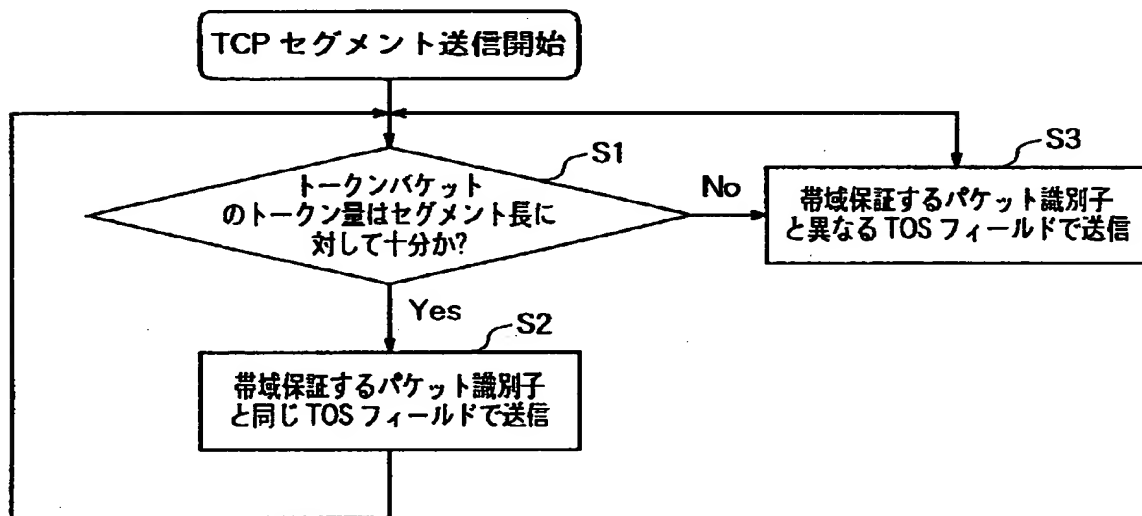 TCP セグメント送信開始
S1
トークンバケット
のトークン量はセグメント長に
対して十分か?
No
S3
帯域保証するパケット識別子
と異なる TOS フィールドで送信
Yes
S2
帯域保証するパケット識別子
と同じ TOS フィールドで送信